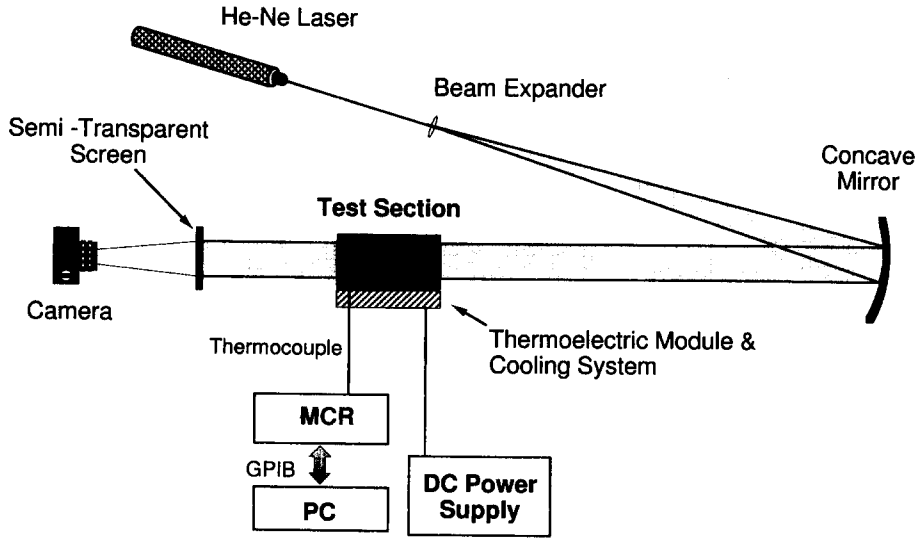 He-Ne Laser
Beam Expander
Semi -Transparent
Screen
Concave
Mirror
Test Section
Camera
Thermoelectric Module &
Cooling System
Thermocouple
MCR
GPIB
PC
DC Power
Supply